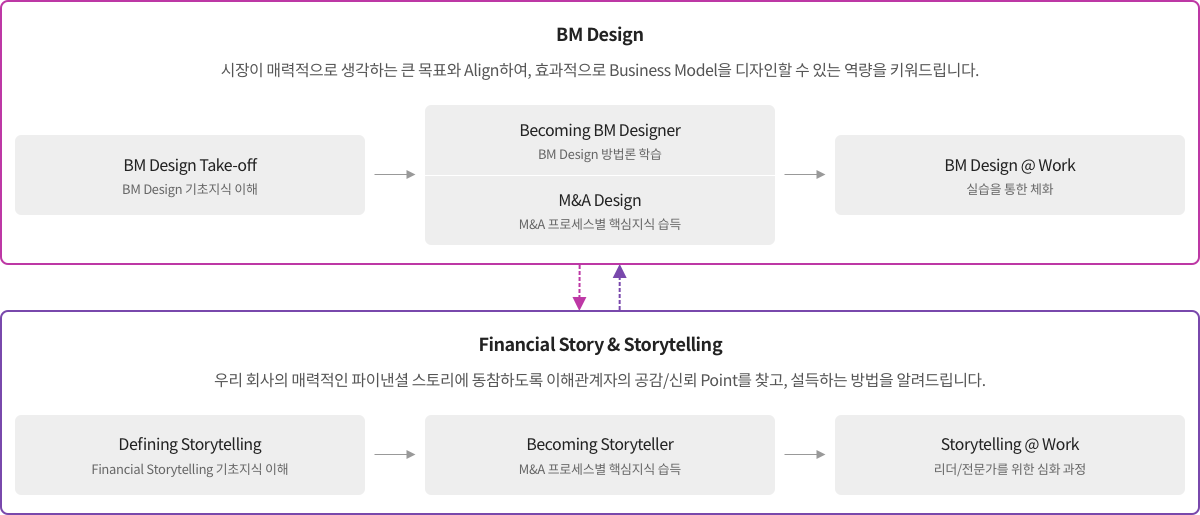 BM Design
시장이 매력적으로 생각하는 큰 목표와 Align하여, 효과적으로 Business Model을 디자인할 수 있는 역량을 키워드립니다.
BM Design Take-off
BM Design 기초지식 이해
Becoming BM Designer
BM Design 방법론 학습
M&A Design
M&A 프로세스별 핵심지식 습득
BM Design @ Work
실습을 통한 체화
Financial Story & Storytelling
우리 회사의 매력적인 파이낸셜 스토리에 동참하도록 이해관계자의 공감/신뢰 Point를 찾고, 설득하는 방법을 알려드립니다.
Defining Storytelling
Financial Storytelling 기초지식 이해
Becoming Storyteller
M&A 프로세스별 핵심지식 습득
Storytelling @ Work
리더/전문가를 위한 심화 과정